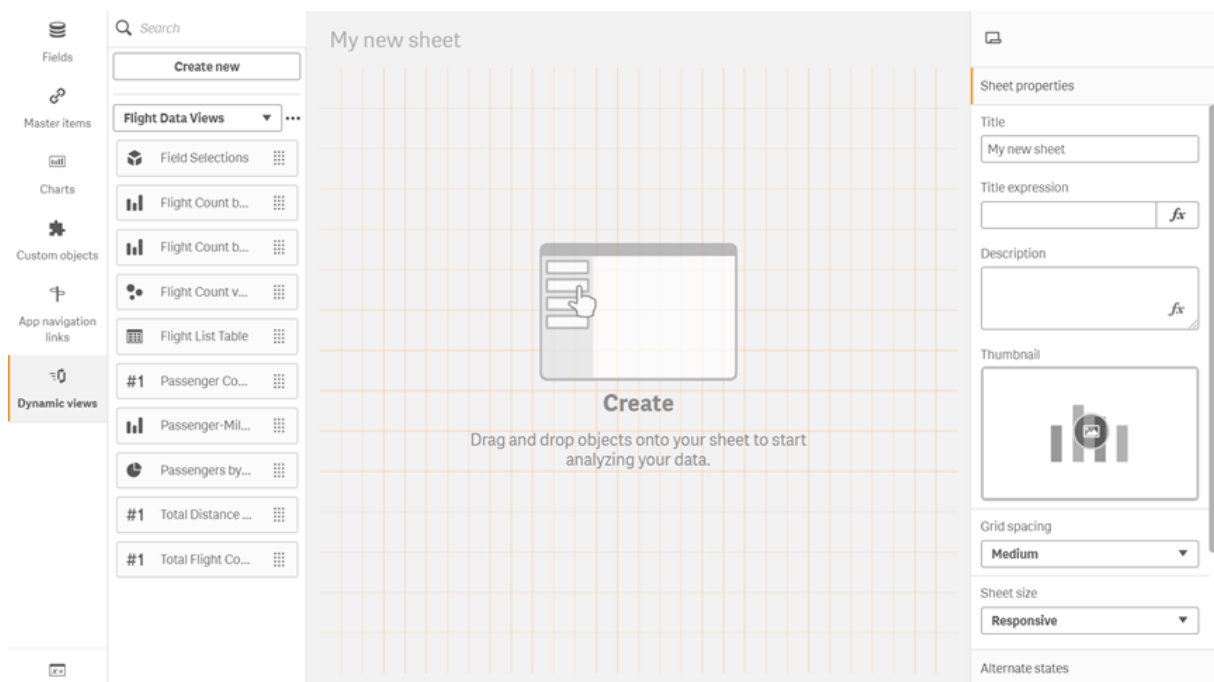 Fields
Master items
Charts
Custom objects
App navigation
links
Dynamic views
Search
Create new
Flight Data Views
Field Selections
Flight Count b...
Flight Count b...
Flight Count v...
Flight List Table
#1 Passenger Co...
Passenger-Mil...
Passengers by...
#1 Total Distance ...
#1 Total Flight Co...
My new sheet
Create
Drag and drop objects onto your sheet to start
analyzing your data.
Sheet properties
Title
My new sheet
Title expression
fx
Description
fx
Thumbnail
Grid spacing
Medium
Sheet size
Responsive
Alternate states